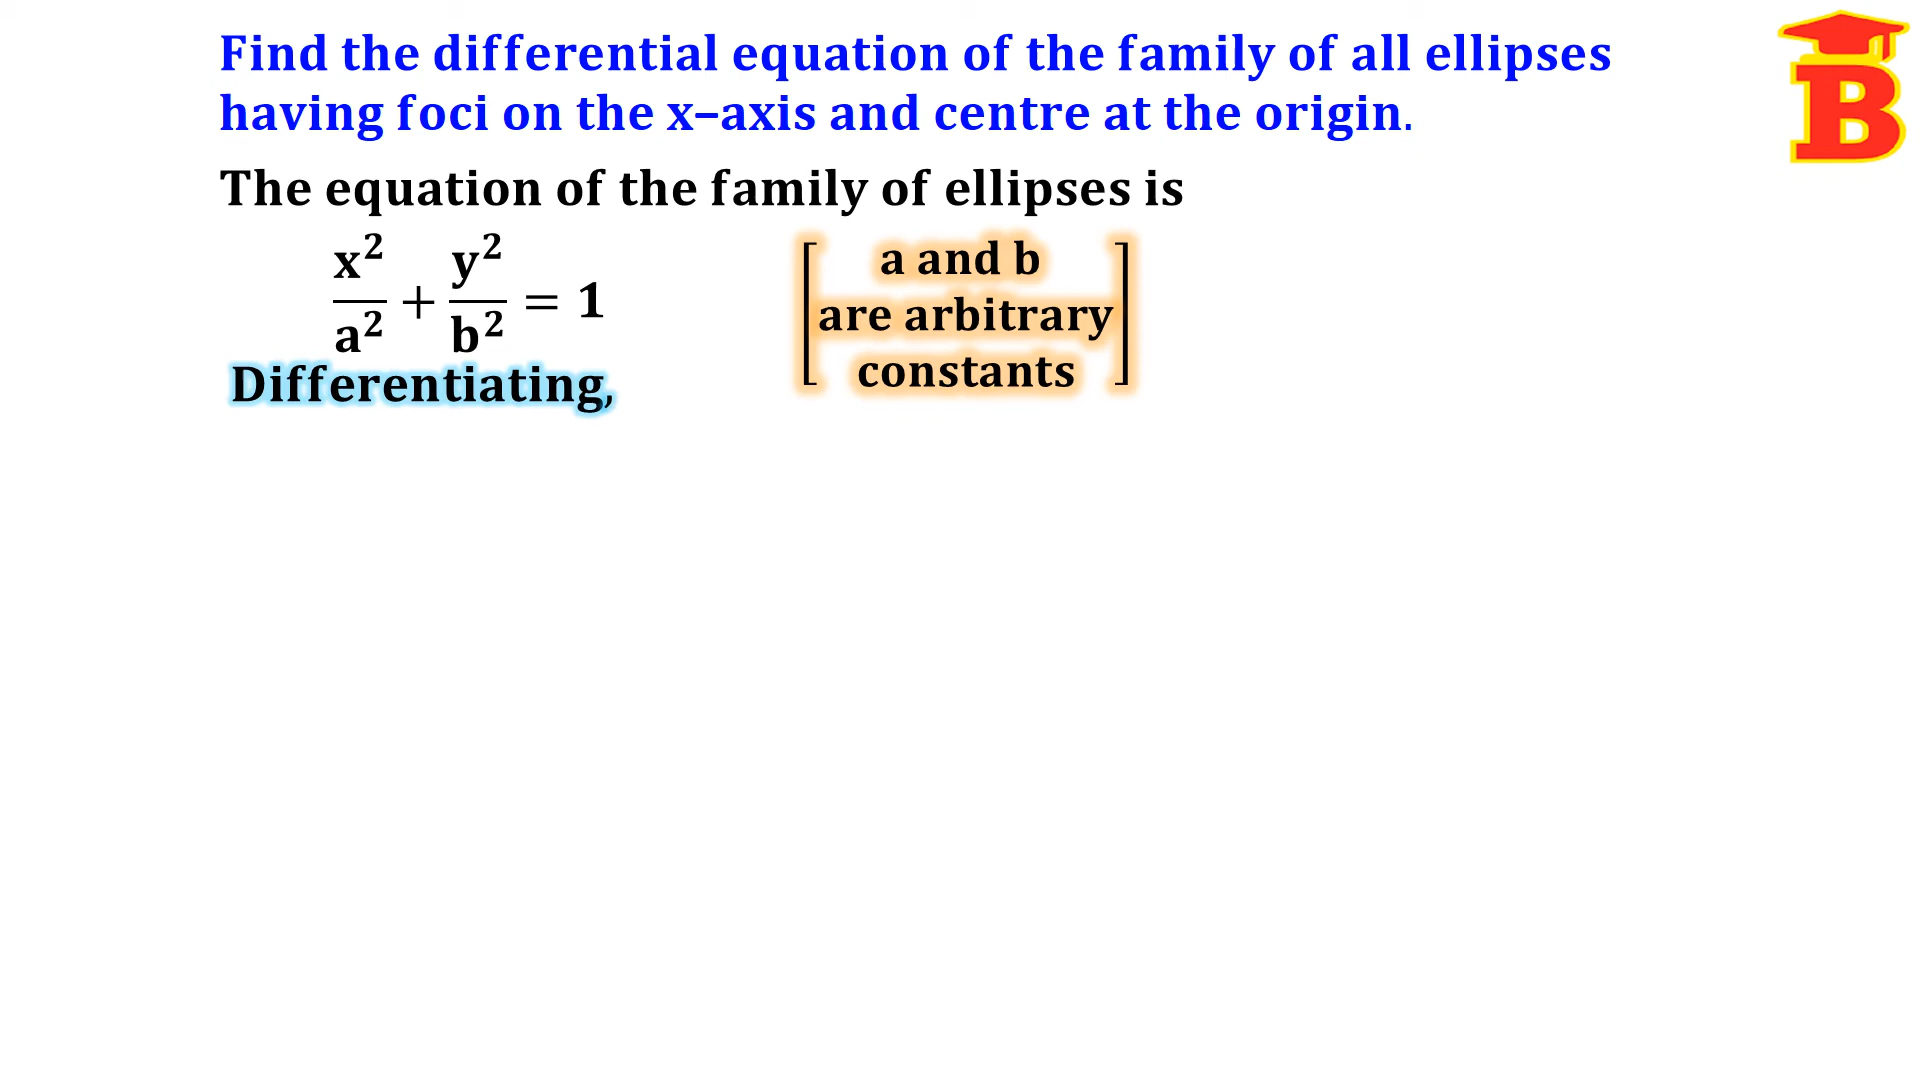 Find the differential equation of the family of all ellipses
having foci on the x–axis and centre at the origin.
The equation of the family of ellipses is
x²/a² + y²/b² = 1
[a and b
are arbitrary
constants]
Differentiating,
B